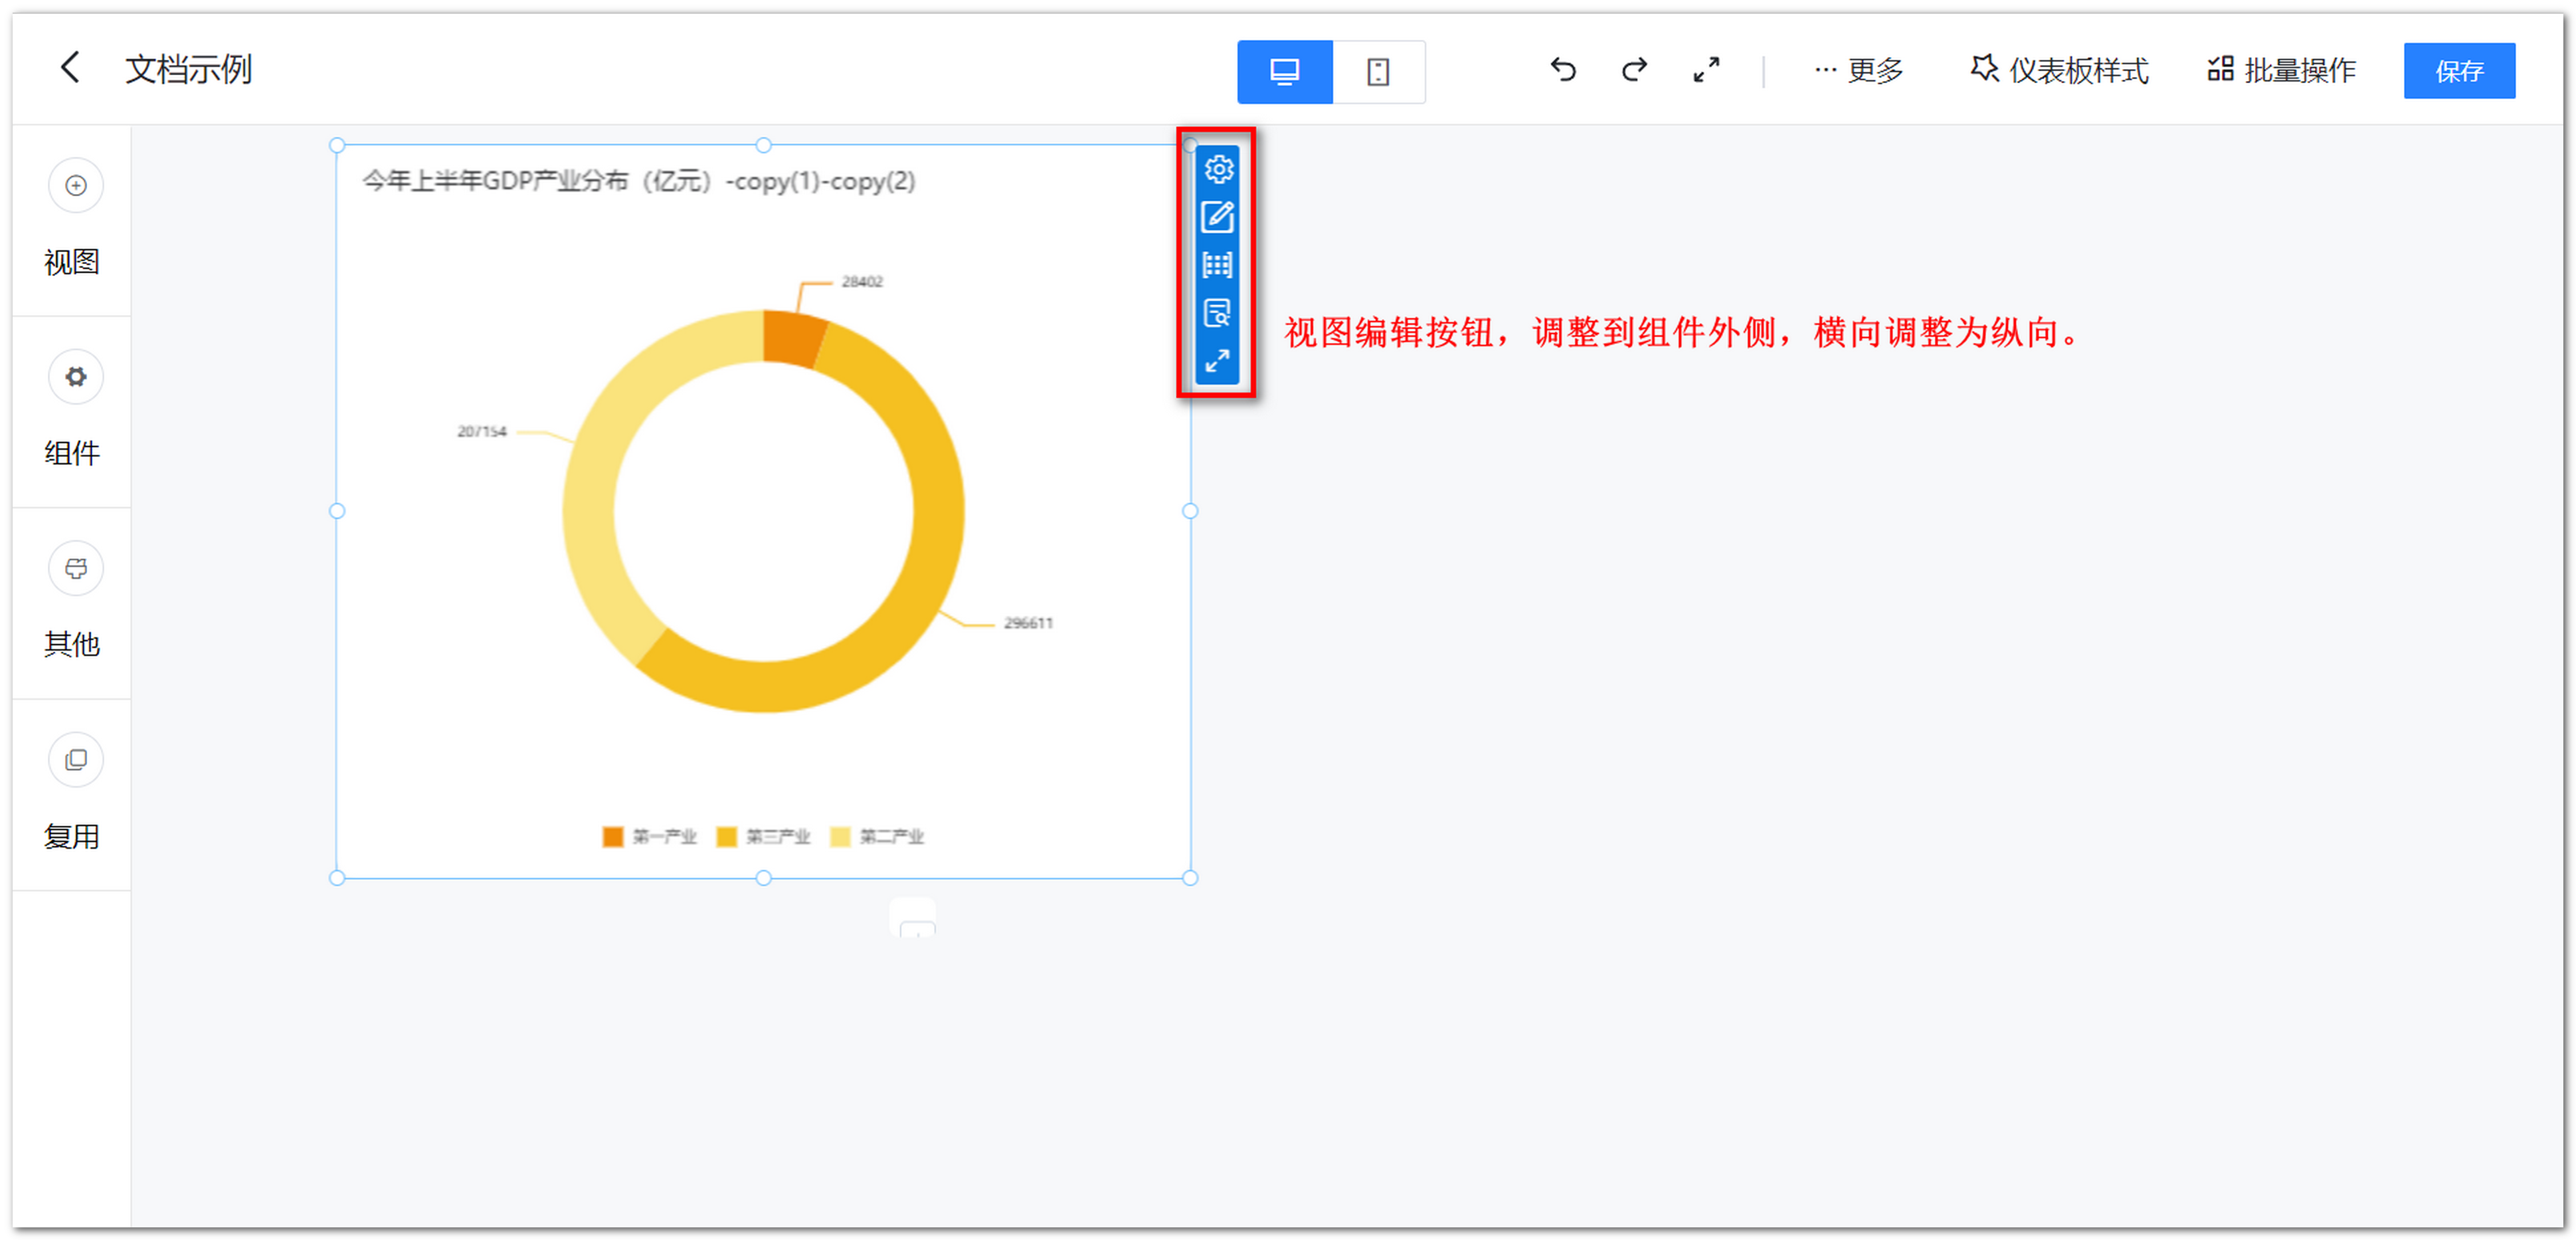 文档示例
更多
仪表板样式
批量操作
保存
视图
组件
其他
复用
今年上半年GDP产业分布（亿元）-copy(1)-copy(2)
28402
207154
296611
第一产业 第三产业 第二产业
视图编辑按钮，调整到组件外侧，横向调整为纵向。